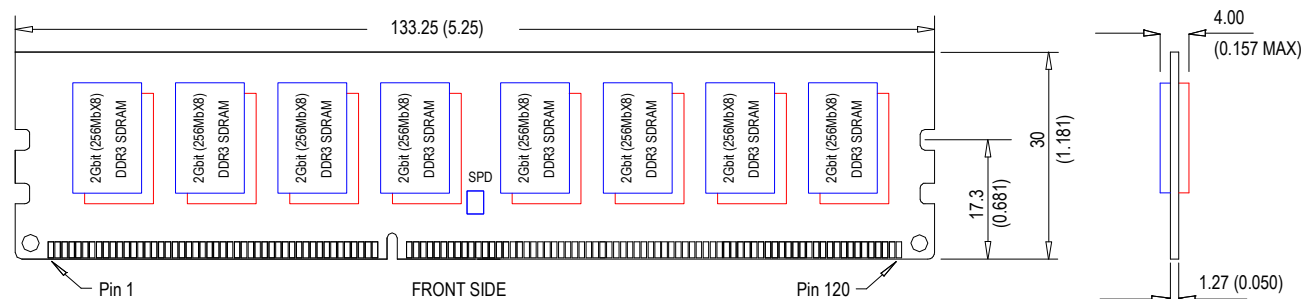 133.25 (5.25)
4.00
(0.157 MAX)
2Gbit (256MbX8)
DDR3 SDRAM
2Gbit (256MbX8)
DDR3 SDRAM
2Gbit (256MbX8)
DDR3 SDRAM
2Gbit (256MbX8)
DDR3 SDRAM
2Gbit (256MbX8)
DDR3 SDRAM
2Gbit (256MbX8)
DDR3 SDRAM
2Gbit (256MbX8)
DDR3 SDRAM
2Gbit (256MbX8)
DDR3 SDRAM
SPD
30
(1.181)
17.3
(0.681)
Pin 1
FRONT SIDE
Pin 120
1.27 (0.050)